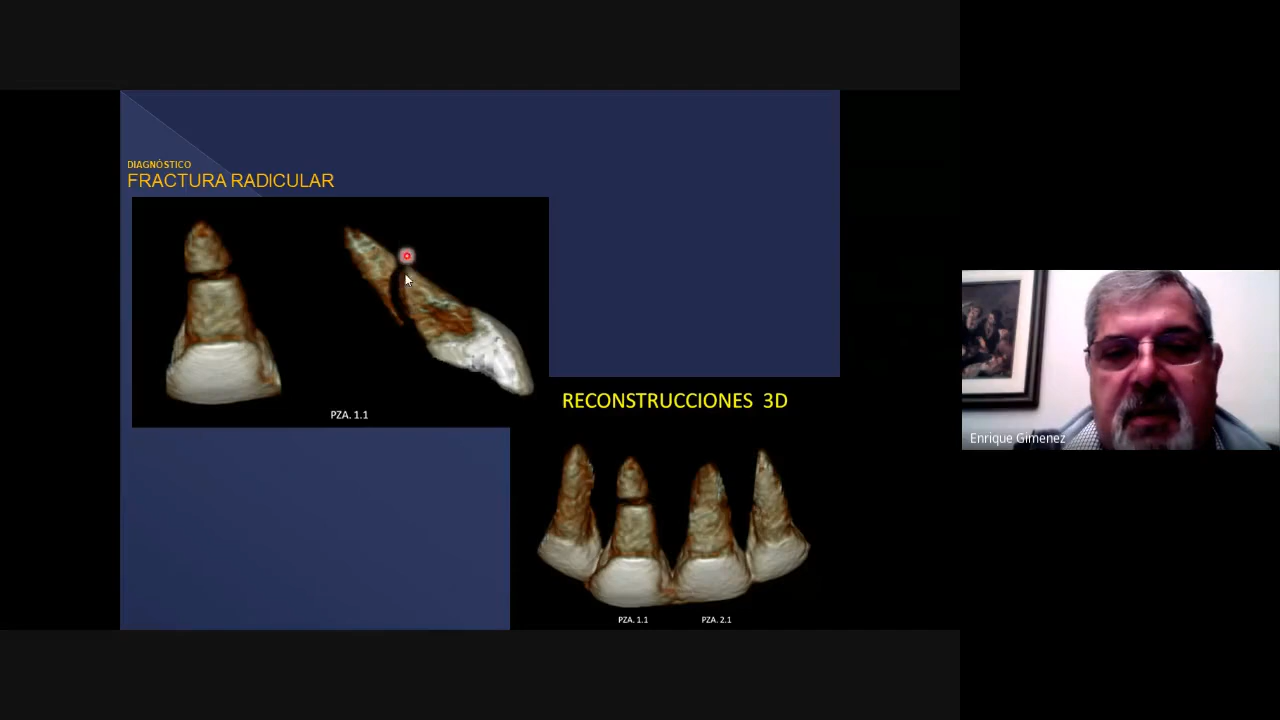 DIAGNÓSTICO
FRACTURA RADICULAR
PZA. 1.1
RECONSTRUCCIONES 3D
PZA. 1.1
PZA. 2.1
Enrique Gimenez